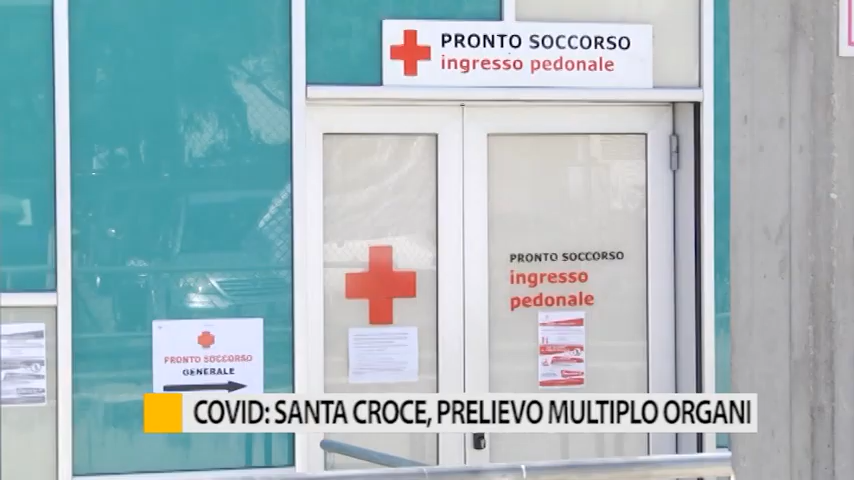 PRONTO SOCCORSO
ingresso pedonale
PRONTO SOCCORSO
ingresso
pedonale
PRONTO SOCCORSO
GENERALE
COVID: SANTA CROCE, PRELIEVO MULTIPLO ORGANI